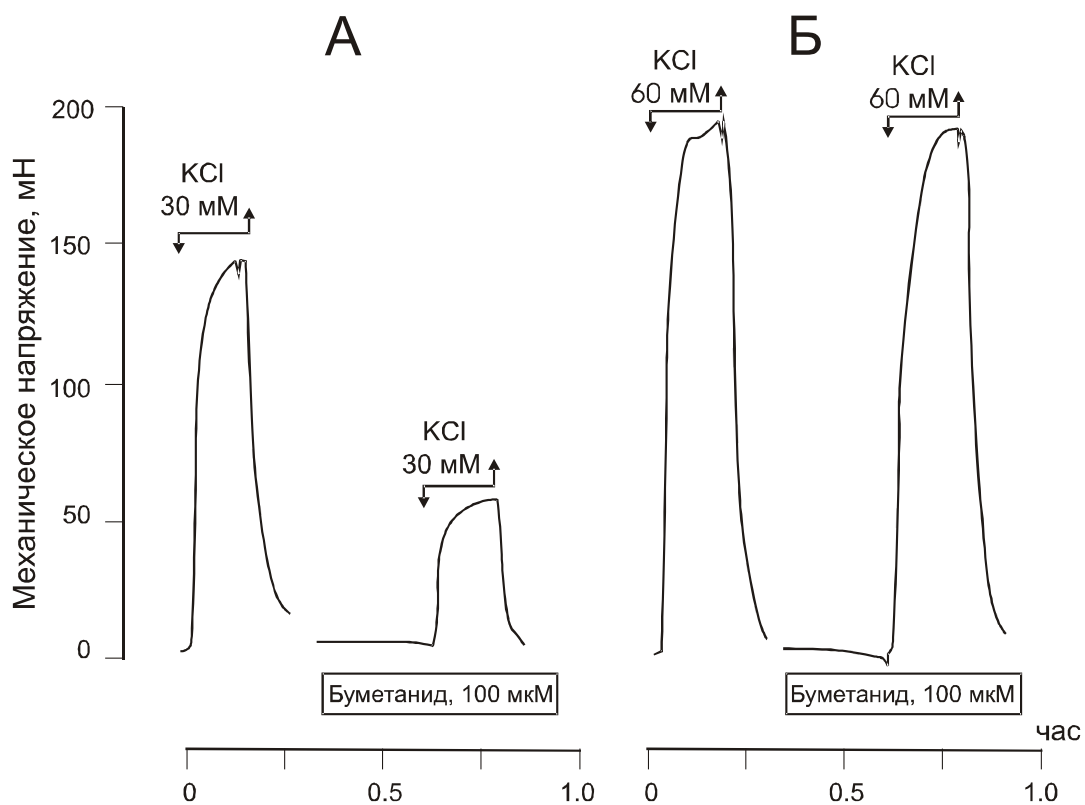 А
Б
KCl
60 мМ
KCl
60 мМ
200
KCl
30 мМ
150
100
KCl
30 мМ
50
0
Механическое напряжение, мН
Буметанид, 100 мкМ
Буметанид, 100 мкМ
час
0
0.5
1.0
0
0.5
1.0